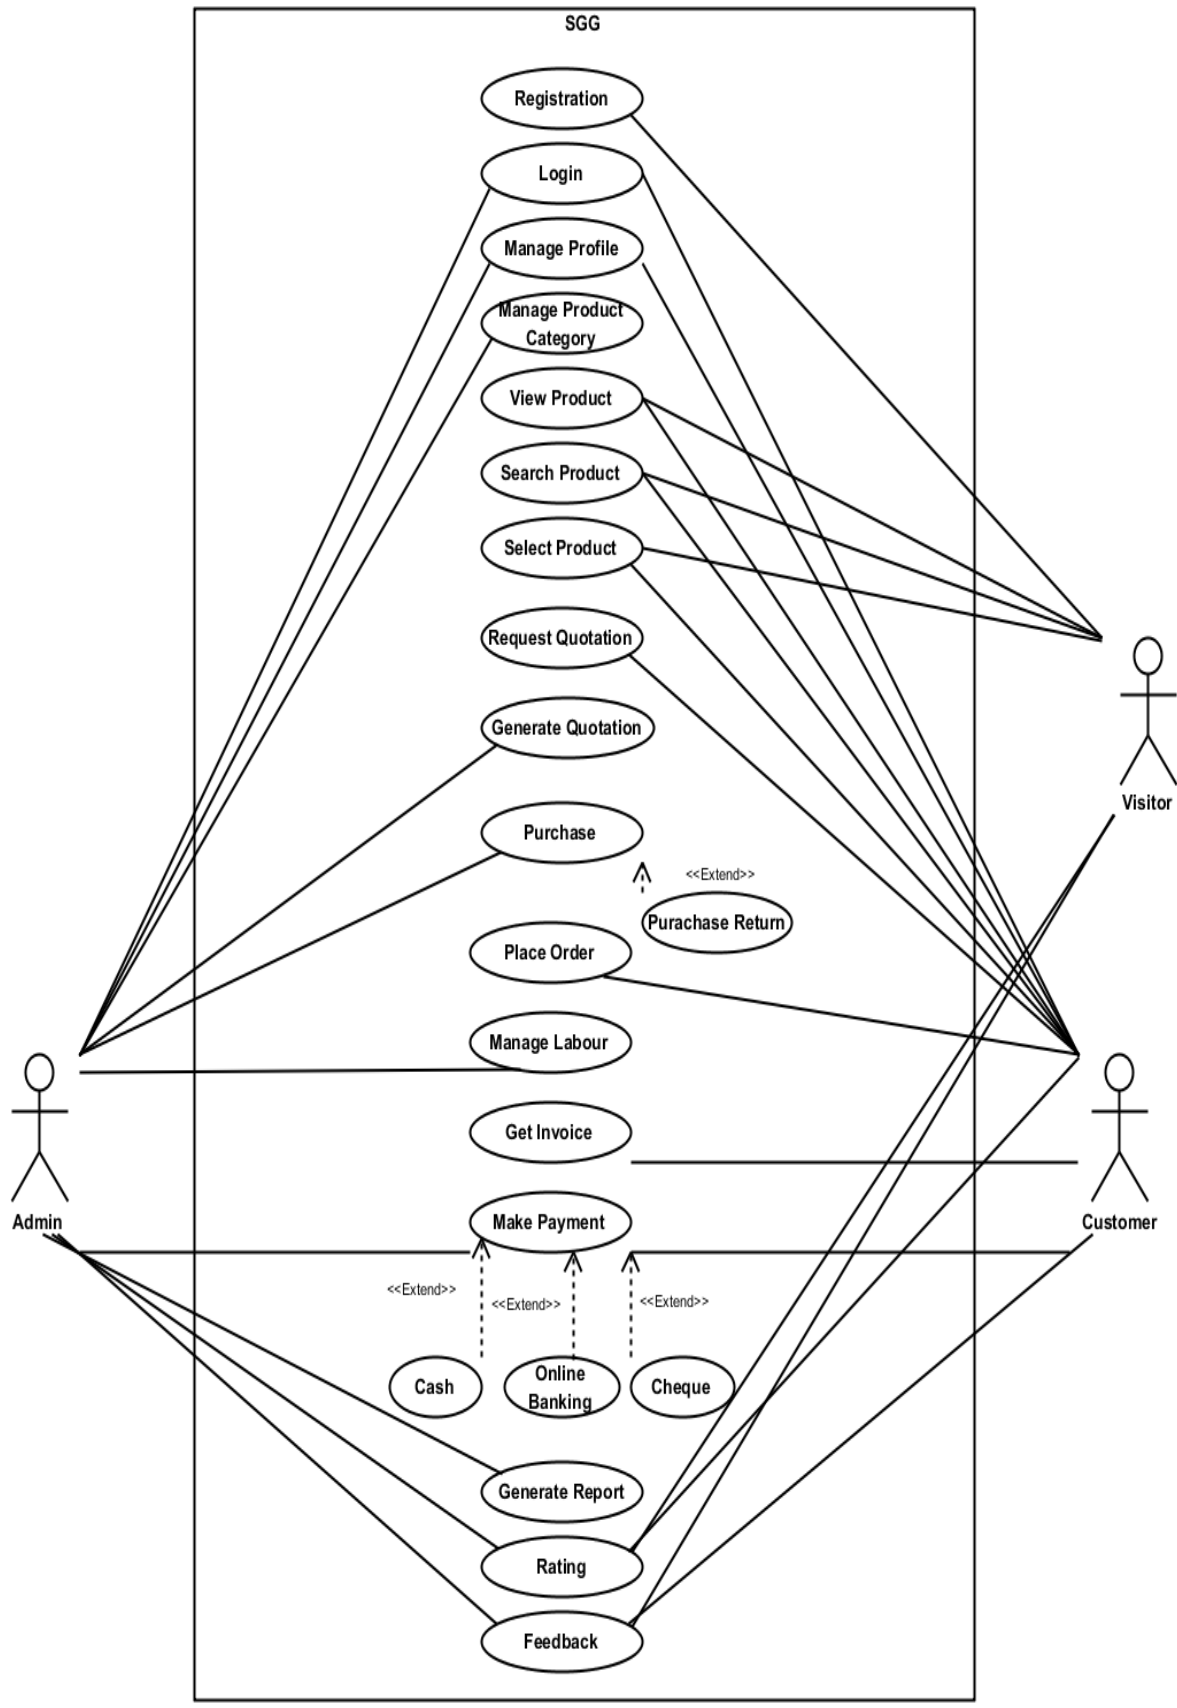 SGG
Registration
Login
Manage Profile
Manage Product
Category
View Product
Search Product
Select Product
Request Quotation
Generate Quotation
Visitor
Purchase
<<Extend>>
Purachase Return
Place Order
Manage Labour
Get Invoice
Admin
Make Payment
Customer
<<Extend>>
<<Extend>>
<<Extend>>
Cash
Online
Banking
Cheque
Generate Report
Rating
Feedback